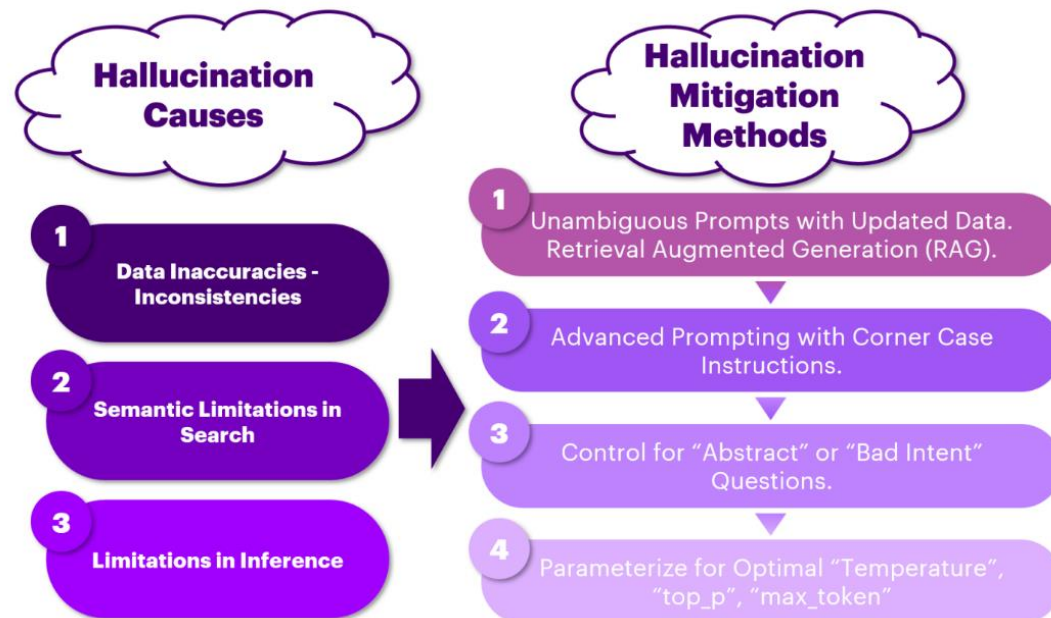 Hallucination
Causes
1
Data Inaccuracies -
Inconsistencies
2
Semantic Limitations in
Search
3
Limitations in Inference
Hallucination
Mitigation
Methods
1
Unambiguous Prompts with Updated Data.
Retrieval Augmented Generation (RAG).
2
Advanced Prompting with Corner Case
Instructions.
3
Control for “Abstract” or “Bad Intent”
Questions.
4
Parameterize for Optimal “Temperature”,
“top_p”, “max_token”